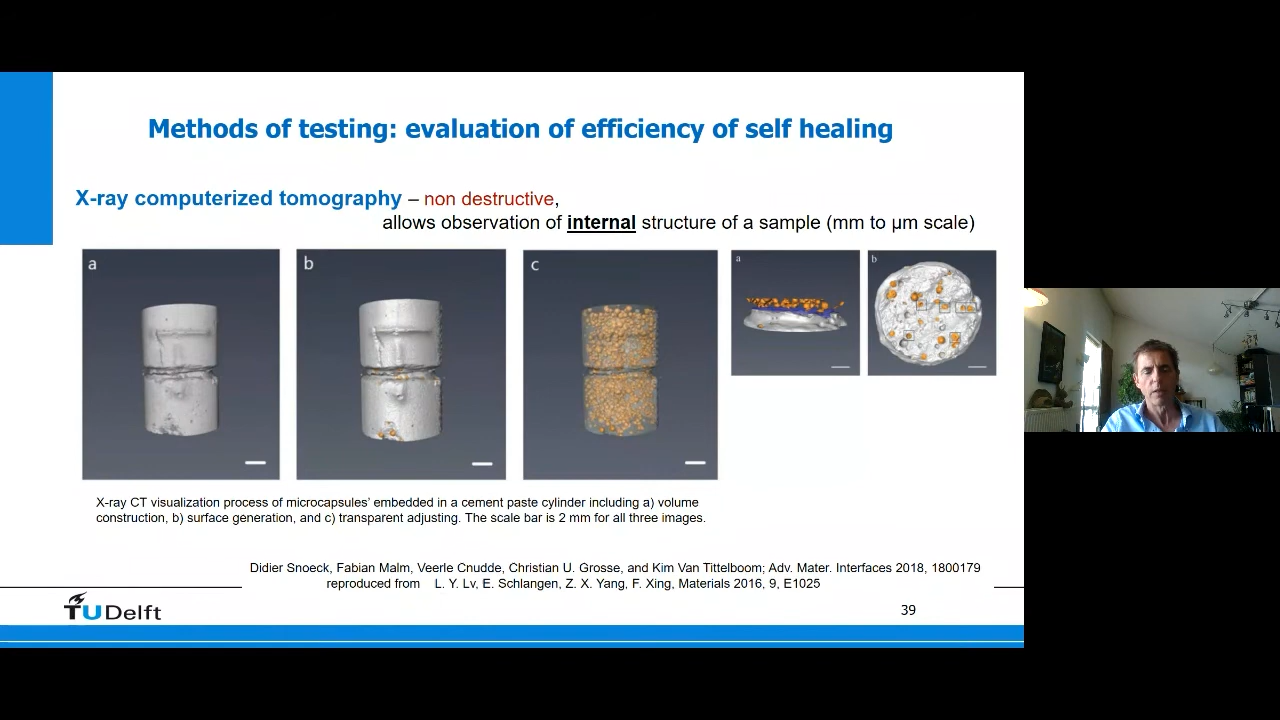 Methods of testing: evaluation of efficiency of self healing
X-ray computerized tomography – non destructive,
allows observation of internal structure of a sample (mm to µm scale)
a
b
c
a
b
X-ray CT visualization process of microcapsules’ embedded in a cement paste cylinder including a) volume
construction, b) surface generation, and c) transparent adjusting. The scale bar is 2 mm for all three images.
Didier Snoeck, Fabian Malm, Veerle Cnudde, Christian U. Grosse, and Kim Van Tittelboom; Adv. Mater. Interfaces 2018, 1800179
reproduced from L. Y. Lv, E. Schlangen, Z. X. Yang, F. Xing, Materials 2016, 9, E1025
TUDelft
39